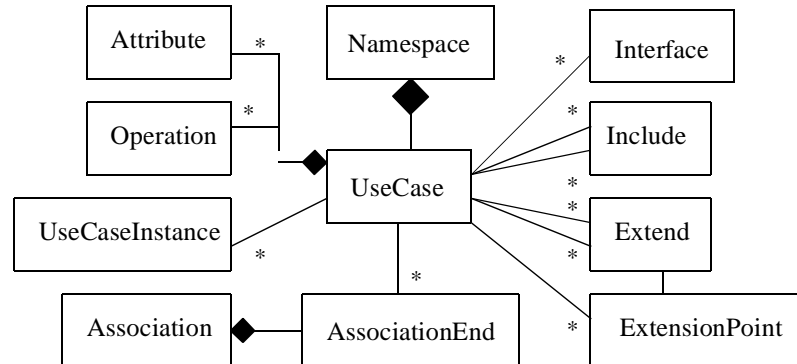 Attribute
*
Namespace
*
Interface
Operation
*
*
Include
UseCase
*
*
UseCaseInstance
*
Extend
*
*
Association
AssociationEnd
*
ExtensionPoint